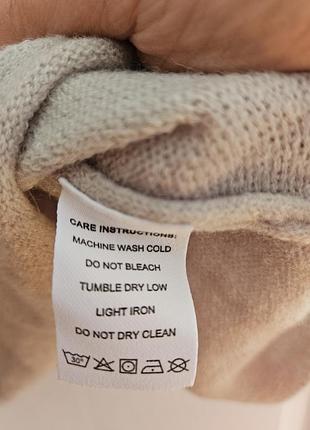 CARE INSTRUCTIONS:
MACHINE WASH COLD
DO NOT BLEACH
TUMBLE DRY LOW
LIGHT IRON
DO NOT DRY CLEAN
30°